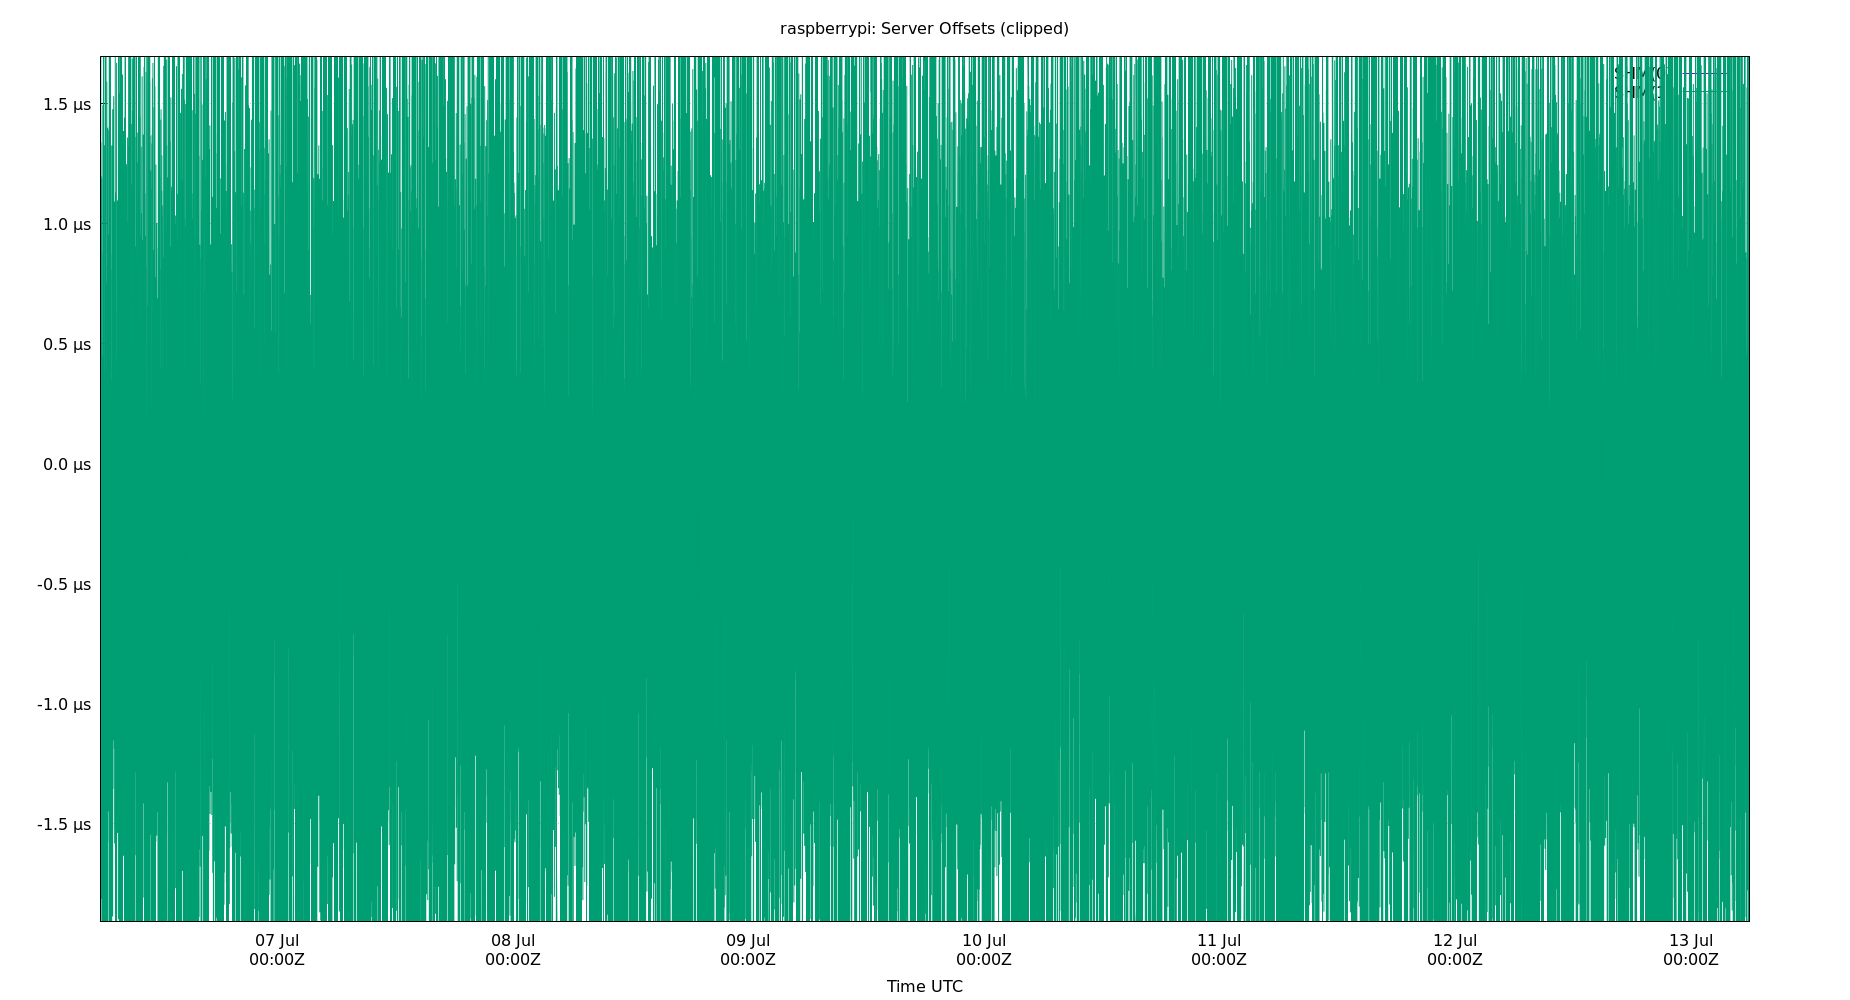 raspberrypi: Server Offsets (clipped)
1.5 µs
1.0 µs
0.5 µs
0.0 µs
-0.5 µs
-1.0 µs
-1.5 µs
07 Jul
00:00Z
08 Jul
00:00Z
09 Jul
00:00Z
10 Jul
00:00Z
11 Jul
00:00Z
12 Jul
00:00Z
13 Jul
00:00Z
Time UTC